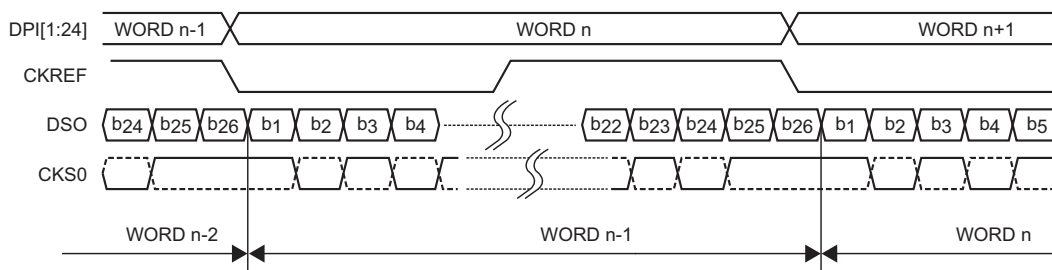 DPI[1:24] WORD n-1 WORD n WORD n+1
CKREF
DSO b24 b25 b26 b1 b2 b3 b4 b22 b23 b24 b25 b26 b1 b2 b3 b4 b5
CKS0
WORD n-2 WORD n-1 WORD n